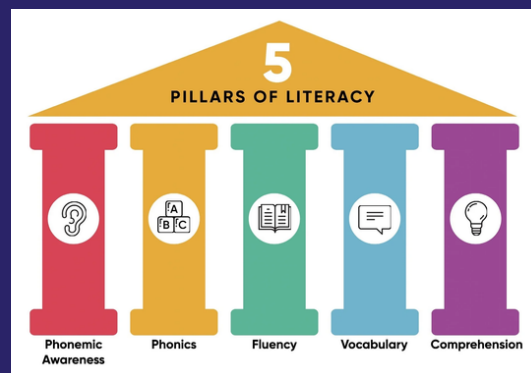 5
PILLARS OF LITERACY
A
B C
Phonemic
Awareness
Phonics
Fluency
Vocabulary
Comprehension